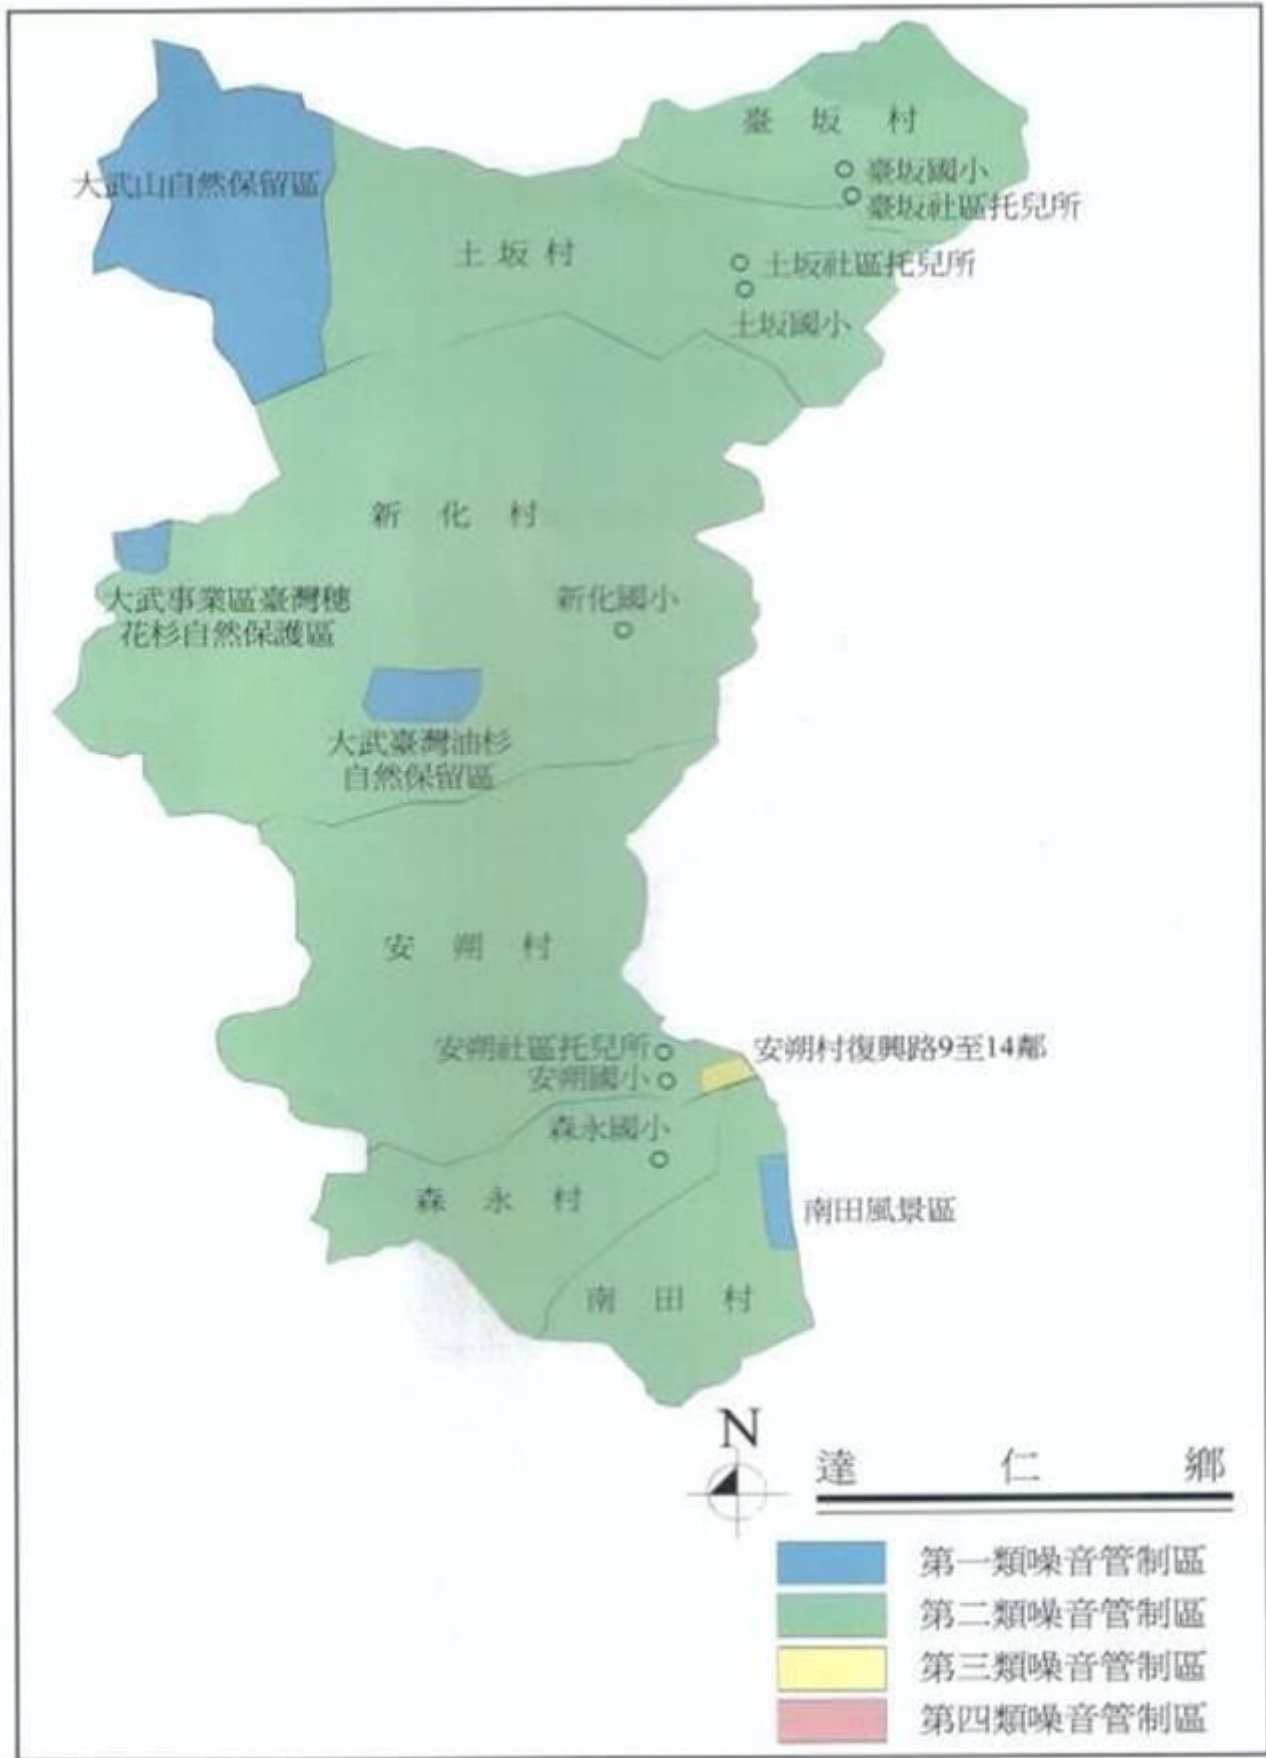 臺坂村
臺坂國小
大武山自然保留區
臺坂社區托兒所
土坂村
土坂社區托兒所
土坂國小
新化村
大武事業區臺灣穗
花杉自然保護區
新化國小
大武臺灣油杉
自然保留區
安朔村
安朔社區托兒所
安朔村復興路9至14鄰
安朔國小
森永國小
森永村
南田風景區
南田村
N
達仁鄉
第一類噪音管制區
第二類噪音管制區
第三類噪音管制區
第四類噪音管制區